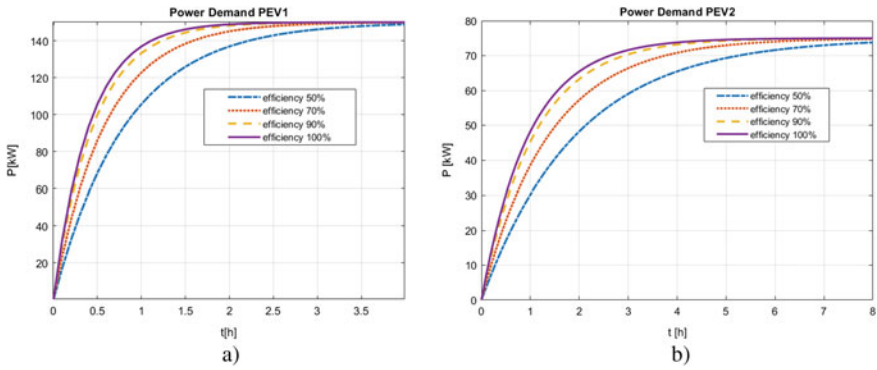 Power Demand PEV1
P[kW]
140
120
100
80
60
40
20
0
0.5
1
1.5
2
2.5
3
3.5
efficiency 50%
efficiency 70%
efficiency 90%
efficiency 100%
t[h]
a)
Power Demand PEV2
P [kW]
80
70
60
50
40
30
20
10
0
0
1
2
3
4
5
6
7
8
efficiency 50%
efficiency 70%
efficiency 90%
efficiency 100%
t [h]
b)